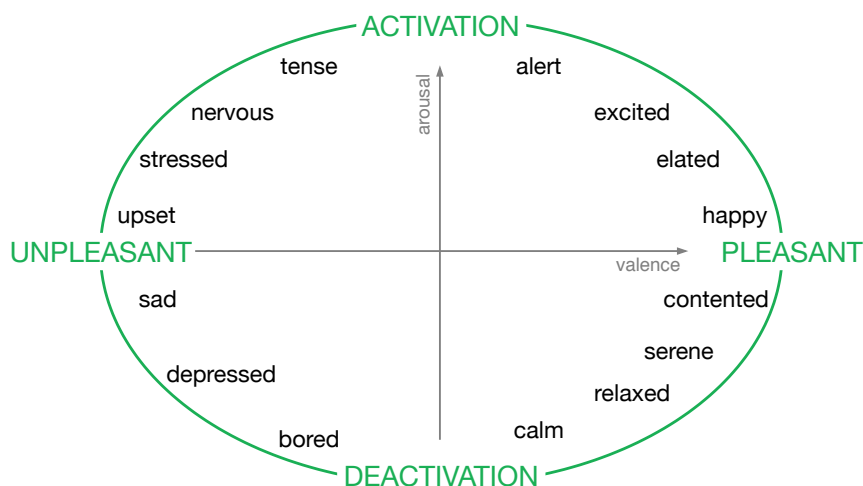 ACTIVATION
tense
alert
arousal
nervous
excited
stressed
elated
upset
happy
UNPLEASANT
PLEASANT
valence
sad
contented
serene
depressed
relaxed
bored
calm
DEACTIVATION